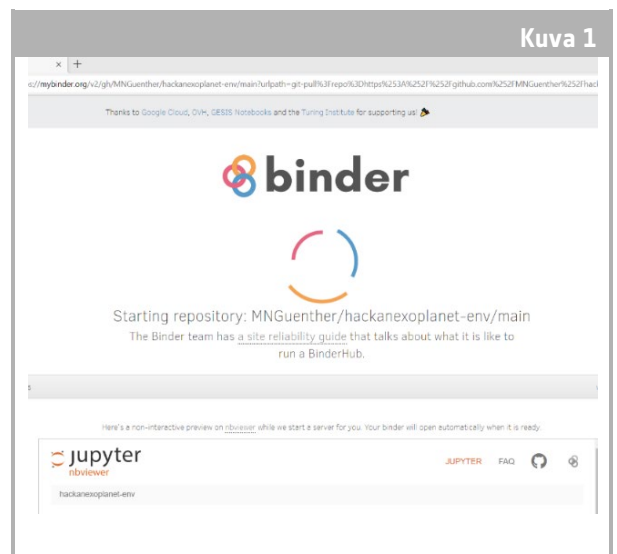 Kuva 1
× +
s://mybinder.org/v2/gh/MNGuenther/hackanexoplanet-env/main?urlpath=git-pull%3Frepo%3Dhttps%253A%252F%252Fgithub.com%252FMNGuenther%252Fhacl
Thanks to Google Cloud, OVH, GESIS Notebooks and the Turing Institute for supporting us! 🎉
binder
Starting repository: MNGuenther/hackanexoplanet-env/main
The Binder team has a site reliability guide that talks about what it is like to
run a BinderHub.
Here's a non-interactive preview on nbviewer while we start a server for you. Your binder will open automatically when it is ready.
jupyter
nbviewer
JUPYTER FAQ
hackanexoplanet-env